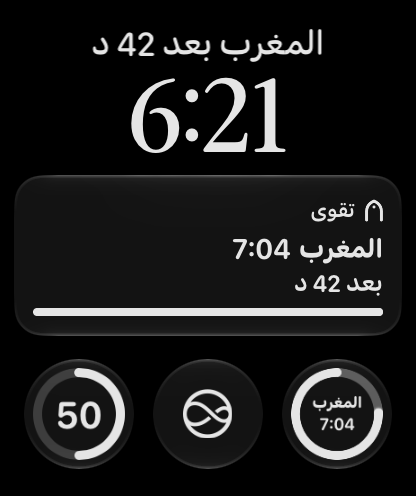 المغرب بعد 42 د
6:21
تقوى
المغرب 7:04
بعد 42 د
50
المغرب
7:04